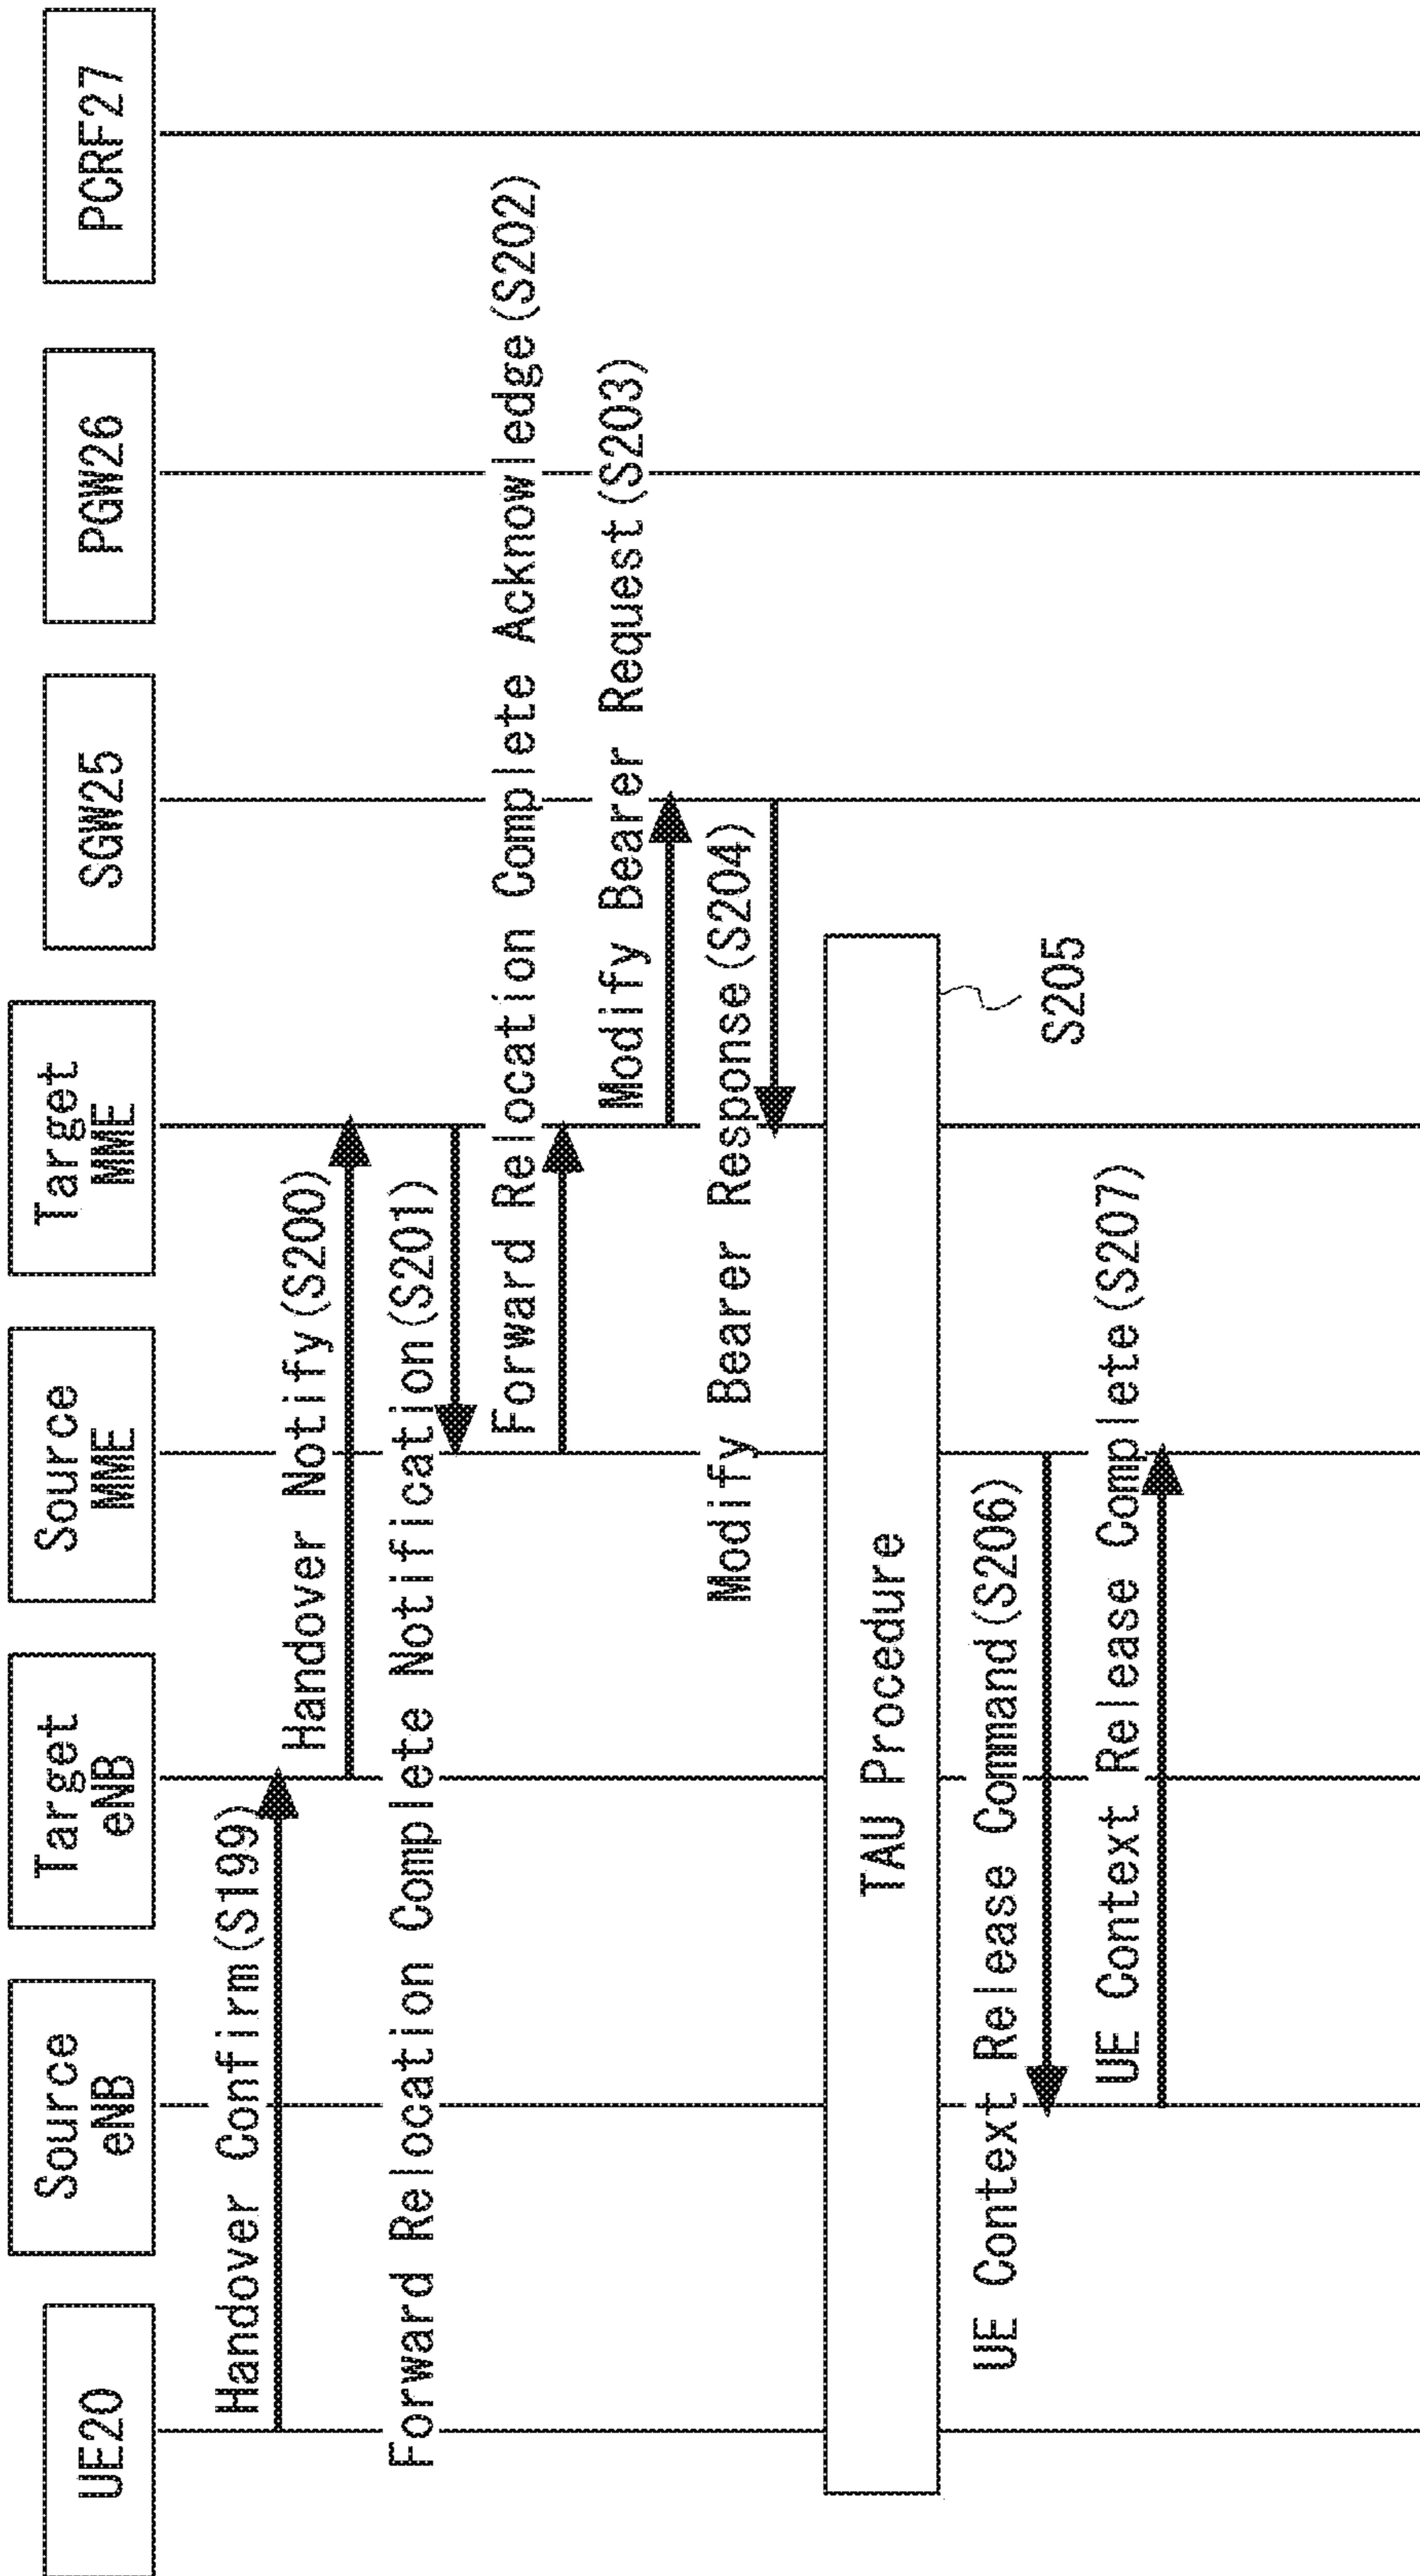 UE20
Source
eNB
Target
eNB
Source
MME
Target
MME
SGW25
PGW26
PCRF27
Handover Confirm(S199)
Handover Notify(S200)
Forward Relocation Complete Notification(S201)
Forward Relocation Complete Acknowledge(S202)
Modify Bearer Request(S203)
Modify Bearer Response(S204)
TAU Procedure
S205
UE Context Release Command(S206)
UE Context Release Complete(S207)